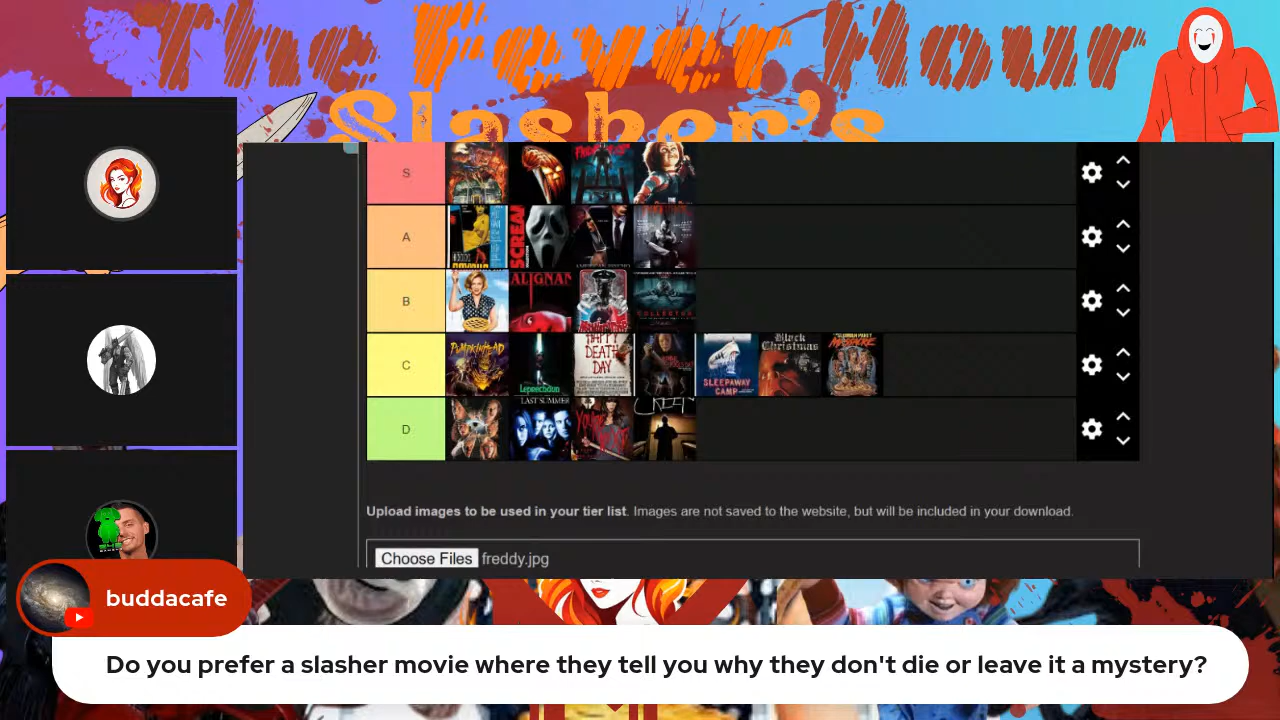 The Fever Hour
Slasher's
S
A
SCREAM
B
MALIGNANT
COLLECTOR
C
PUMPKINHEAD
Leprechaun
HAPPY
DEATH
DAY
SLEEPAWAY
CAMP
Black
Christmas
MASSACRE
D
LAST SUMMER
Upload images to be used in your tier list. Images are not saved to the website, but will be included in your download.
Choose Files freddy.jpg
buddacafe
Do you prefer a slasher movie where they tell you why they don't die or leave it a mystery?